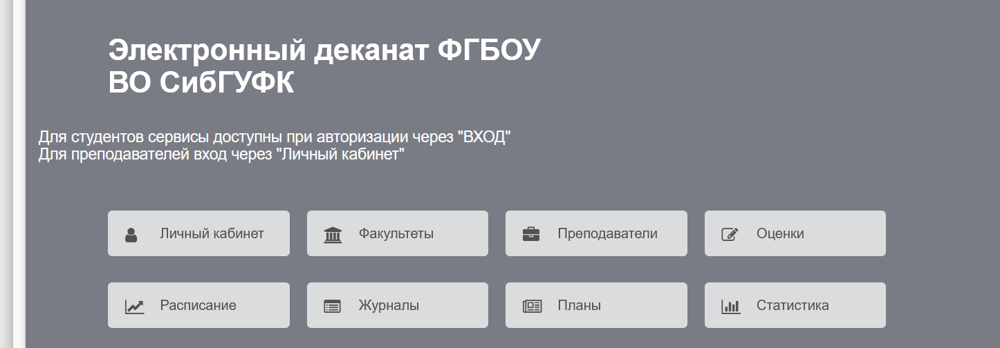 Электронный деканат ФГБОУ
ВО СибГУФК
Для студентов сервисы доступны при авторизации через "ВХОД"
Для преподавателей вход через "Личный кабинет"
Личный кабинет
Факультеты
Преподаватели
Оценки
Расписание
Журналы
Планы
Статистика